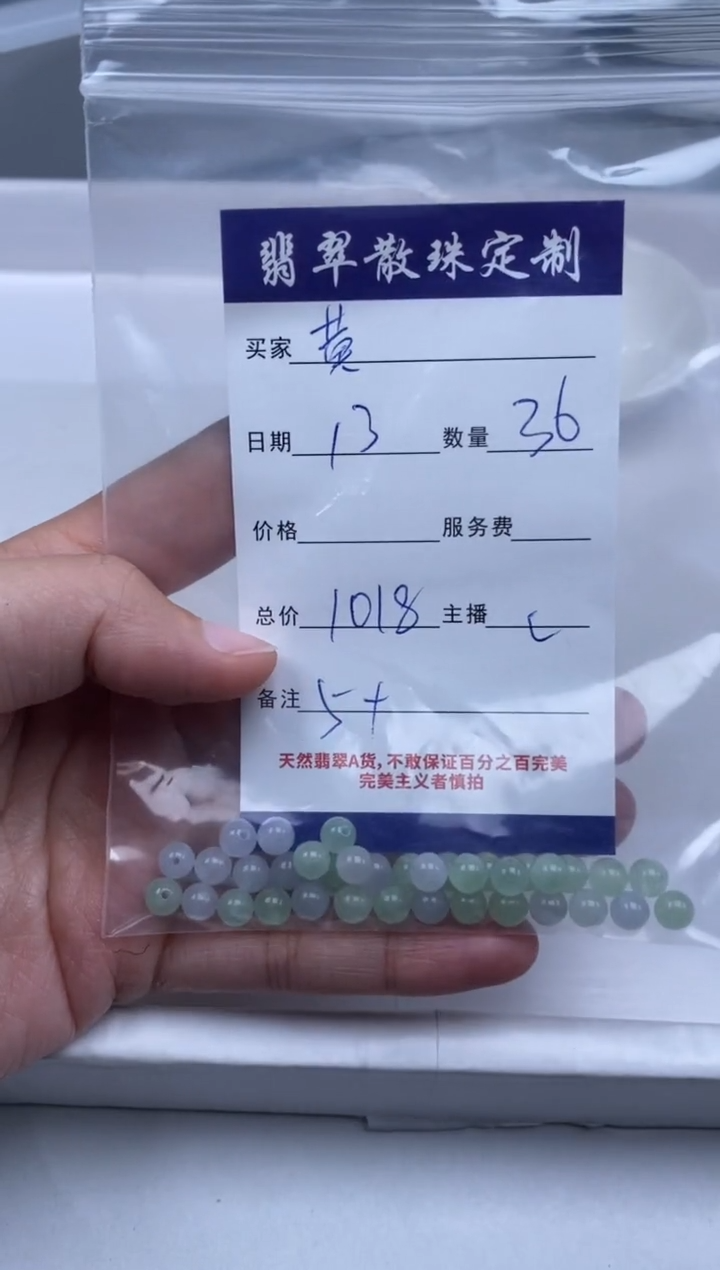 翡翠散珠定制
买家 黄
日期 13 数量 36
价格 服务费
总价 1018 主播 C
备注 5+
天然翡翠A货,不敢保证百分之百完美
完美主义者慎拍